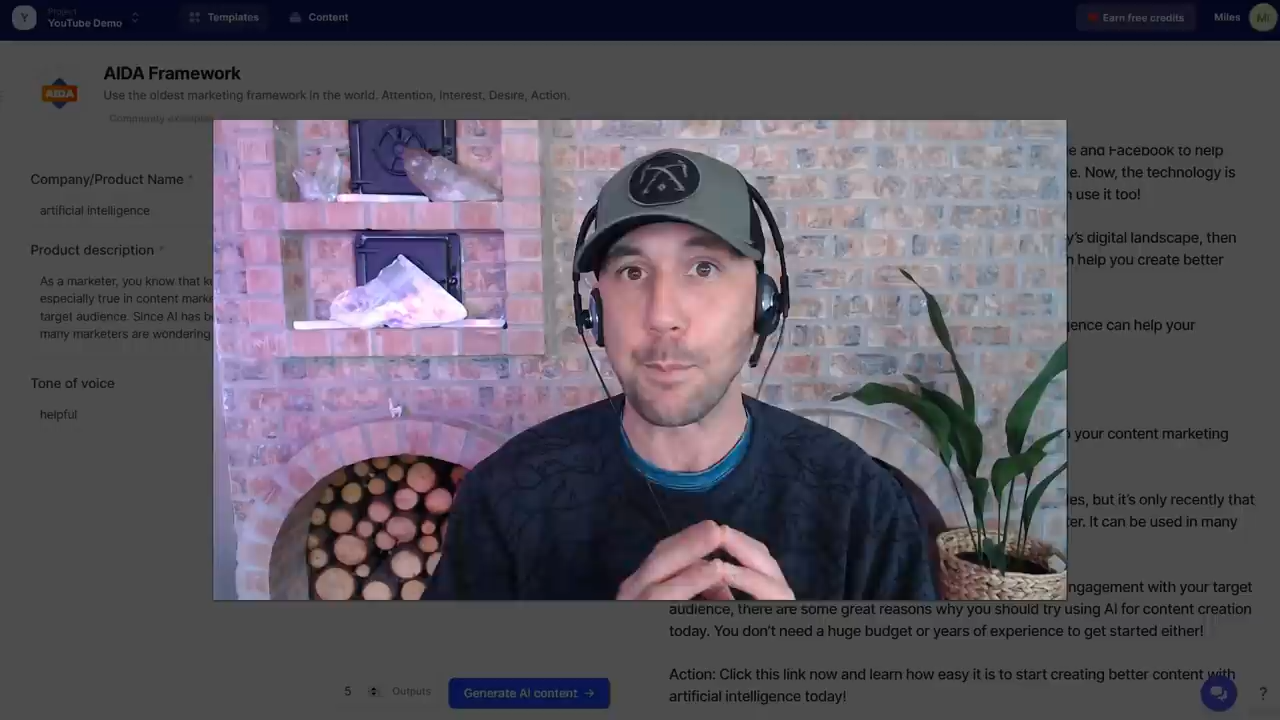 Y
Project
YouTube Demo
Templates
Content
Earn free credits
Miles
MI
AIDA
AIDA Framework
Use the oldest marketing framework in the world. Attention, Interest, Desire, Action.
Community examples
Company/Product Name *
artificial intelligence
Product description *
As a marketer, you know that
especially true in content
target audience. Since AI has
many marketers are wondering
Tone of voice
helpful
5
Outputs
Generate AI content →
and Facebook to help
Now, the technology is
use it too!
digital landscape, then
help you create better
can help your
your content marketing
but it's only recently that
It can be used in many
engagement with your target
audience, there are some great reasons why you should try using AI for content creation
today. You don't need a huge budget or years of experience to get started either!
Action: Click this link now and learn how easy it is to start creating better content with
artificial intelligence today!
?